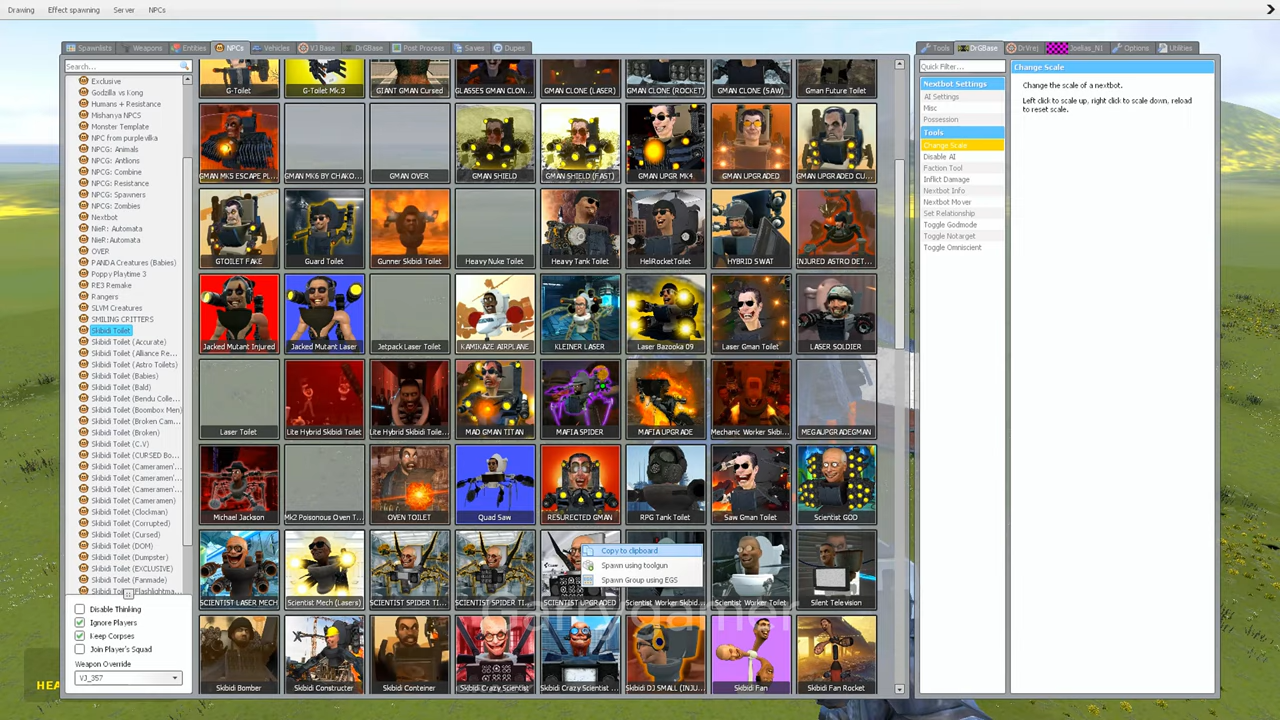 Drawing Effect spawning Server NPCs
Spawnlists Weapons Entities NPCs Vehicles VJ Base DrGBase Post Process Saves Dupes
Tools DrGBase DrVrej Joelias_N1 Options Utilities
Search...
Exclusive
Godzilla vs Kong
Humans + Resistance
Mishanya NPCS
Monster Template
NPC from purplevilka
NPCG: Animals
NPCG: Antlions
NPCG: Combine
NPCG: Resistance
NPCG: Spawners
NPCG: Zombies
Nextbot
NieR: Automata
NieR: Automata
OVER
PANDA Creatures (Babies)
Poppy Playtime 3
RE3 Remake
Rangers
SLVM Creatures
SMILING CRITTERS
Skibidi Toilet
Skibidi Toilet (Accurate)
Skibidi Toilet (Alliance Re...
Skibidi Toilet (Astro Toilets)
Skibidi Toilet (Babies)
Skibidi Toilet (Bald)
Skibidi Toilet (Bendu Colle...
Skibidi Toilet (Boombox Men)
Skibidi Toilet (Broken Cam...
Skibidi Toilet (Broken)
Skibidi Toilet (C.V)
Skibidi Toilet (CURSED Bo...
Skibidi Toilet (Cameraman'...
Skibidi Toilet (Cameramen'...
Skibidi Toilet (Cameramen'...
Skibidi Toilet (Cameramen)
Skibidi Toilet (Clockman)
Skibidi Toilet (Corrupted)
Skibidi Toilet (Cursed)
Skibidi Toilet (DOM)
Skibidi Toilet (Dumpster)
Skibidi Toilet (EXCLUSIVE)
Skibidi Toilet (Fanmade)
Disable Thinking
Ignore Players
Keep Corpses
Join Player's Squad
Weapon Override
VJ_357
G-Toilet G-Toilet Mk.3 GIANT GMAN Cursed GLASSES GMAN CLON... GMAN CLONE (LASER) GMAN CLONE (ROCKET) GMAN CLONE (SAW) Gman Future Toilet
GMAN MK5 ESCAPE PL... GMAN MK6 BY CHAKO... GMAN OVER GMAN SHIELD GMAN SHIELD (FAST) GMAN UPGR MK4 GMAN UPGRADED GMAN UPGRADED CU...
GTOILET FAKE Guard Toilet Gunner Skibidi Toilet Heavy Nuke Toilet Heavy Tank Toilet HeliRocketToilet HYBRID SWAT INJURED ASTRO DET...
Jacked Mutant Injured Jacked Mutant Laser Jetpack Laser Toilet KAMIKAZE AIRPLANE KLEINER LASER Laser Bazooka 09 Laser Gman Toilet LASER SOLDIER
Laser Toilet Lite Hybrid Skibidi Toilet Lite Hybrid Skibidi Toile... MAD GMAN TITAN MAFIA SPIDER MAFIA UPGRADE Mechanic Worker Skibi... MEGAUPGRADEGMAN
Michael Jackson Mk2 Poisonous Oven T... OVEN TOILET Quad Saw RESURECTED GMAN RPG Tank Toilet Saw Gman Toilet Scientist GOD
SCIENTIST LASER MECH Scientist Mech (Lasers) SCIENTIST SPIDER TI... SCIENTIST SPIDER TI... SCIENTIST UPGRADED Scientist Worker Skibid... Scientist Worker Toilet Silent Television
Copy to clipboard
Spawn using toolgun
Spawn Group using EGS
Skibidi Bomber Skibidi Constructer Skibidi Conteiner Skibidi Crazy Scientist Skibidi Crazy Scientist ... Skibidi DJ SMALL (INJU... Skibidi Fan Skibidi Fan Rocket
Quick Filter...
Nextbot Settings
AI Settings
Misc
Possession
Tools
Change Scale
Disable AI
Faction Tool
Inflict Damage
Nextbot Info
Nextbot Mover
Set Relationship
Toggle Godmode
Toggle Notarget
Toggle Omniscient
Change Scale
Change the scale of a nextbot.
Left click to scale up, right click to scale down, reload
to reset scale.